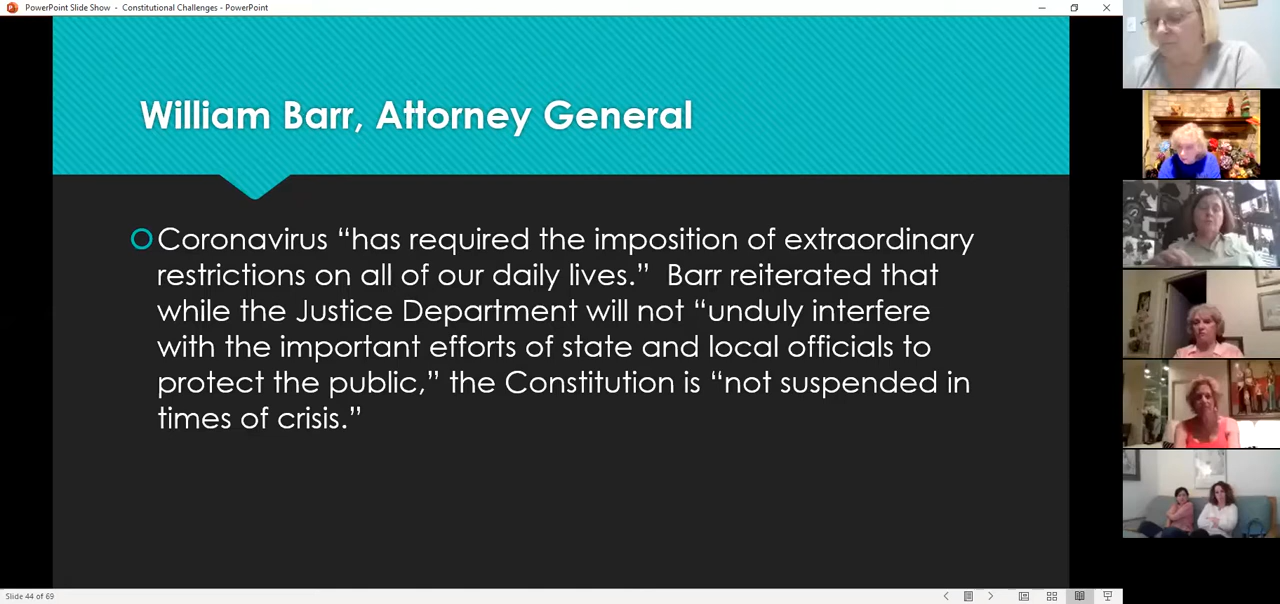 PowerPoint Slide Show - Constitutional Challenges - PowerPoint
William Barr, Attorney General
Coronavirus “has required the imposition of extraordinary
restrictions on all of our daily lives.” Barr reiterated that
while the Justice Department will not “unduly interfere
with the important efforts of state and local officials to
protect the public,” the Constitution is “not suspended in
times of crisis.”
Slide 44 of 69